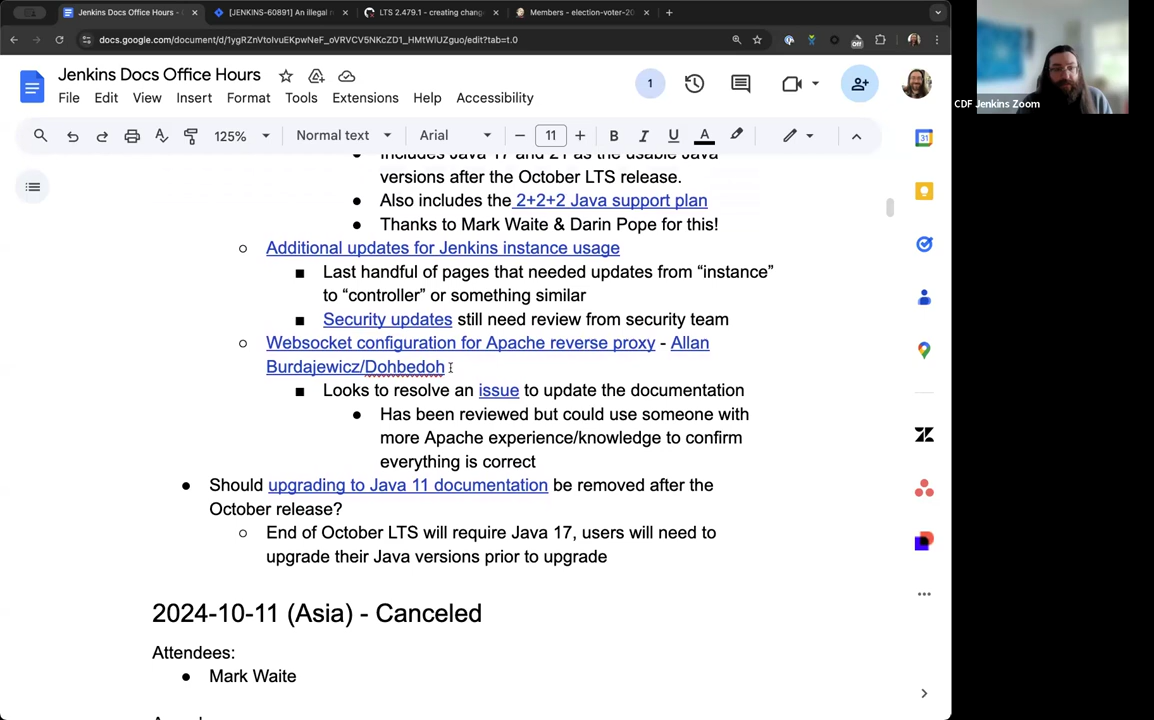 Jenkins Docs Office Hours -
[JENKINS-60891] An illegal n
LTS 2.479.1 - creating chang
Members - election-voter-20
docs.google.com/document/d/1ygRZnVtoIvuEKpwNeF_oVRVCV5NKcZD1_HMtWlUZguo/edit?tab=t.0
Off
Jenkins Docs Office Hours
1
File Edit View Insert Format Tools Extensions Help Accessibility
125% Normal text Arial 11 B I U A
31
Includes Java 17 and 21 as the usable Java
versions after the October LTS release.
Also includes the 2+2+2 Java support plan
Thanks to Mark Waite & Darin Pope for this!
Additional updates for Jenkins instance usage
Last handful of pages that needed updates from “instance”
to “controller” or something similar
Security updates still need review from security team
Websocket configuration for Apache reverse proxy - Allan
Burdajewicz/Dohbedoh
Looks to resolve an issue to update the documentation
Has been reviewed but could use someone with
more Apache experience/knowledge to confirm
everything is correct
Should upgrading to Java 11 documentation be removed after the
October release?
End of October LTS will require Java 17, users will need to
upgrade their Java versions prior to upgrade
2024-10-11 (Asia) - Canceled
Attendees:
Mark Waite
CDF Jenkins Zoom